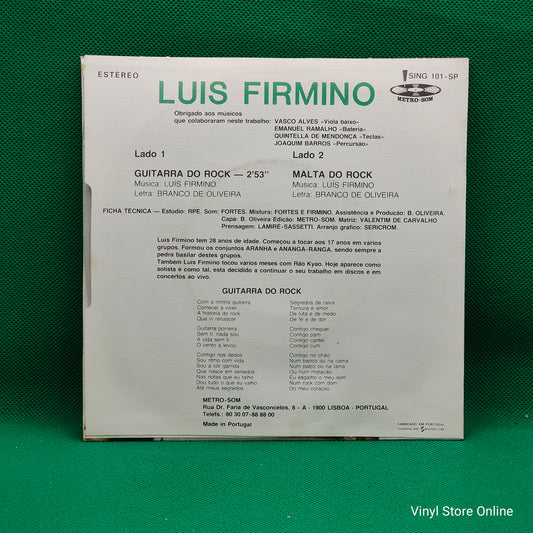 ESTÉREO
SING 101-SP
METRO-SOM
LUIS FIRMINO
Obrigado aos músicos
que colaboraram neste trabalho: VASCO ALVES «Viola baixo»
EMANUEL RAMALHO «Bateria»
QUINTELLA DE MENDONÇA «Teclas»
JOAQUIM BARROS «Percursão»
Lado 1
GUITARRA DO ROCK — 2'53''
Música: LUÍS FIRMINO
Letra: BRANCO DE OLIVEIRA
Lado 2
MALTA DO ROCK
Música: LUÍS FIRMINO
Letra: BRANCO DE OLIVEIRA
FICHA TÉCNICA — Estúdio: RPE. Som: FORTES. Mistura: FORTES E FIRMINO. Assistência e Produção: B. OLIVEIRA.
Capa: B. Oliveira Edição: METRO-SOM. Matriz: VALENTIM DE CARVALHO
Prensagem: LAMIRÉ-SASSETTI. Arranjo gráfico: SERICROM.
Luís Firmino tem 28 anos de idade. Começou a tocar aos 17 anos em vários
grupos. Formou os conjuntos ARANHA e ANANGA-RANGA, sendo sempre a
pedra basilar destes grupos.
Também Luís Firmino tocou vários meses com Rão Kyao. Hoje aparece como
solista e como tal, esta decidido a continuar o seu trabalho em discos e em
concertos ao vivo.
GUITARRA DO ROCK
Com a minha guitarra
Comecei a viver
A história do rock
Que vi renascer
Guitarra porreira
Sem ti, nada sou
A vida sem ti
O vento a levou
Contigo nos dedos
Sou ritmo com vida
Sou a côr garrida
Que nasce em penedos
Nas notas que eu talho
Dou tudo o que eu valho
Até meus segredos
Segredos de raiva
Ternura e amor
De luta e de medo
De fé e de dor
Contigo cheguei
Contigo parti
Contigo cantei
Contigo curti
Contigo no chão
Num banco ou na cama
Num palco ou na lama
Ou num matacão
Eu esgalho o meu som
Num rock com dom
Do meu coração
METRO-SOM
Rua Dr. Faria de Vasconcelos, 8 - A · 1900 LISBOA · PORTUGAL
Telefs.: 80 30 07-88 68 00
Made in Portugal
FABRICADO EM PORTUGAL
Vinyl Store Online